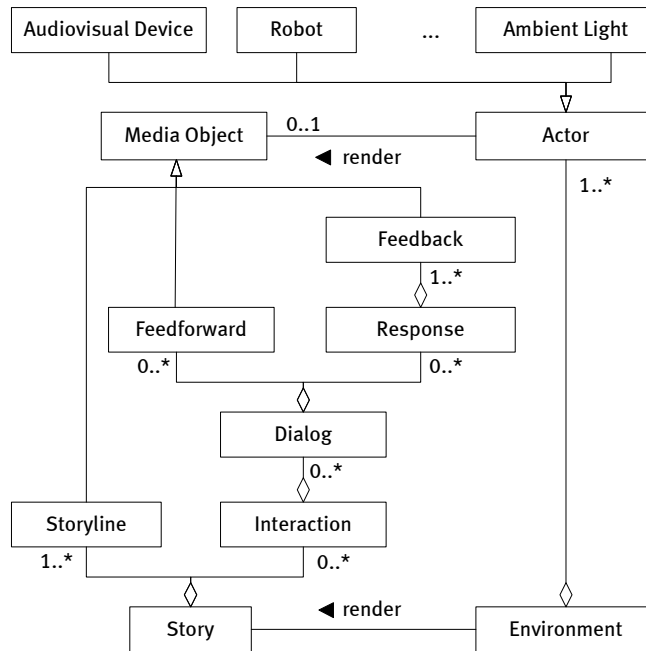 Audiovisual Device
Robot
...
Ambient Light
Media Object
0..1
Actor
◄ render
1..*
Feedback
1..*
Feedforward
Response
0..*
0..*
Dialog
0..*
Storyline
Interaction
1..*
0..*
◄ render
Story
Environment